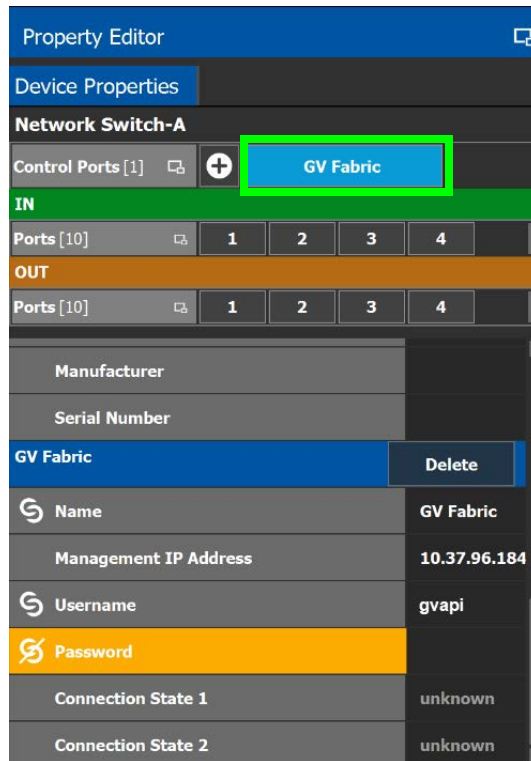 Property Editor
Device Properties
Network Switch-A
Control Ports [1] GV Fabric
IN
Ports [10] 1 2 3 4
OUT
Ports [10] 1 2 3 4
Manufacturer
Serial Number
GV Fabric Delete
Name GV Fabric
Management IP Address 10.37.96.184
Username gvapi
Password
Connection State 1 unknown
Connection State 2 unknown